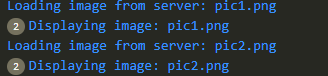 Loading image from server: pic1.png
2 Displaying image: pic1.png
Loading image from server: pic2.png
2 Displaying image: pic2.png